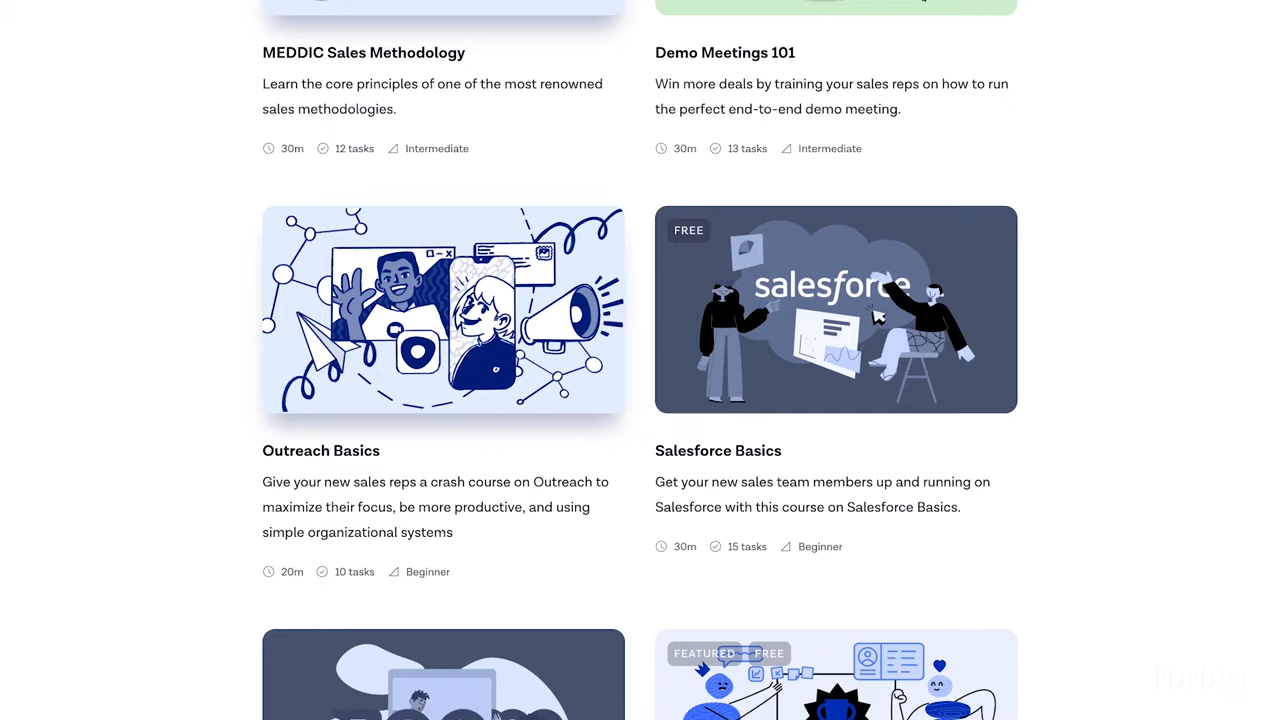 MEDDIC Sales Methodology
Learn the core principles of one of the most renowned
sales methodologies.
30m 12 tasks Intermediate
Demo Meetings 101
Win more deals by training your sales reps on how to run
the perfect end-to-end demo meeting.
30m 13 tasks Intermediate
Outreach Basics
Give your new sales reps a crash course on Outreach to
maximize their focus, be more productive, and using
simple organizational systems
20m 10 tasks Beginner
FREE
salesforce
Salesforce Basics
Get your new sales team members up and running on
Salesforce with this course on Salesforce Basics.
30m 15 tasks Beginner
FEATURED FREE
Forbes